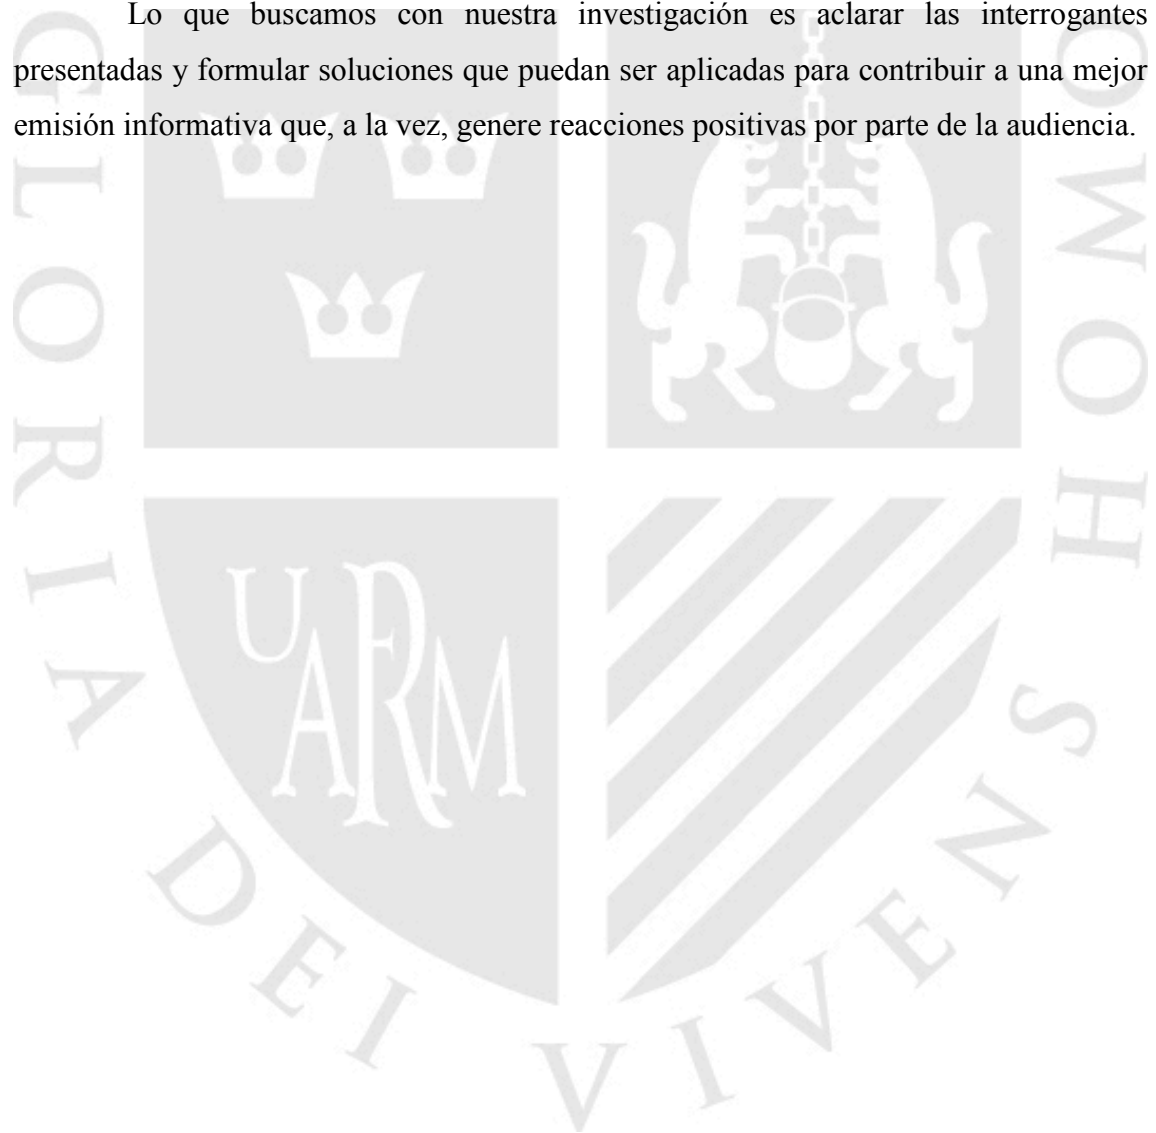 Lo que buscamos con nuestra investigación es aclarar las interrogantes
presentadas y formular soluciones que puedan ser aplicadas para contribuir a una mejor
emisión informativa que, a la vez, genere reacciones positivas por parte de la audiencia.
GLORIA DEI VIVENS HOMO
UARM